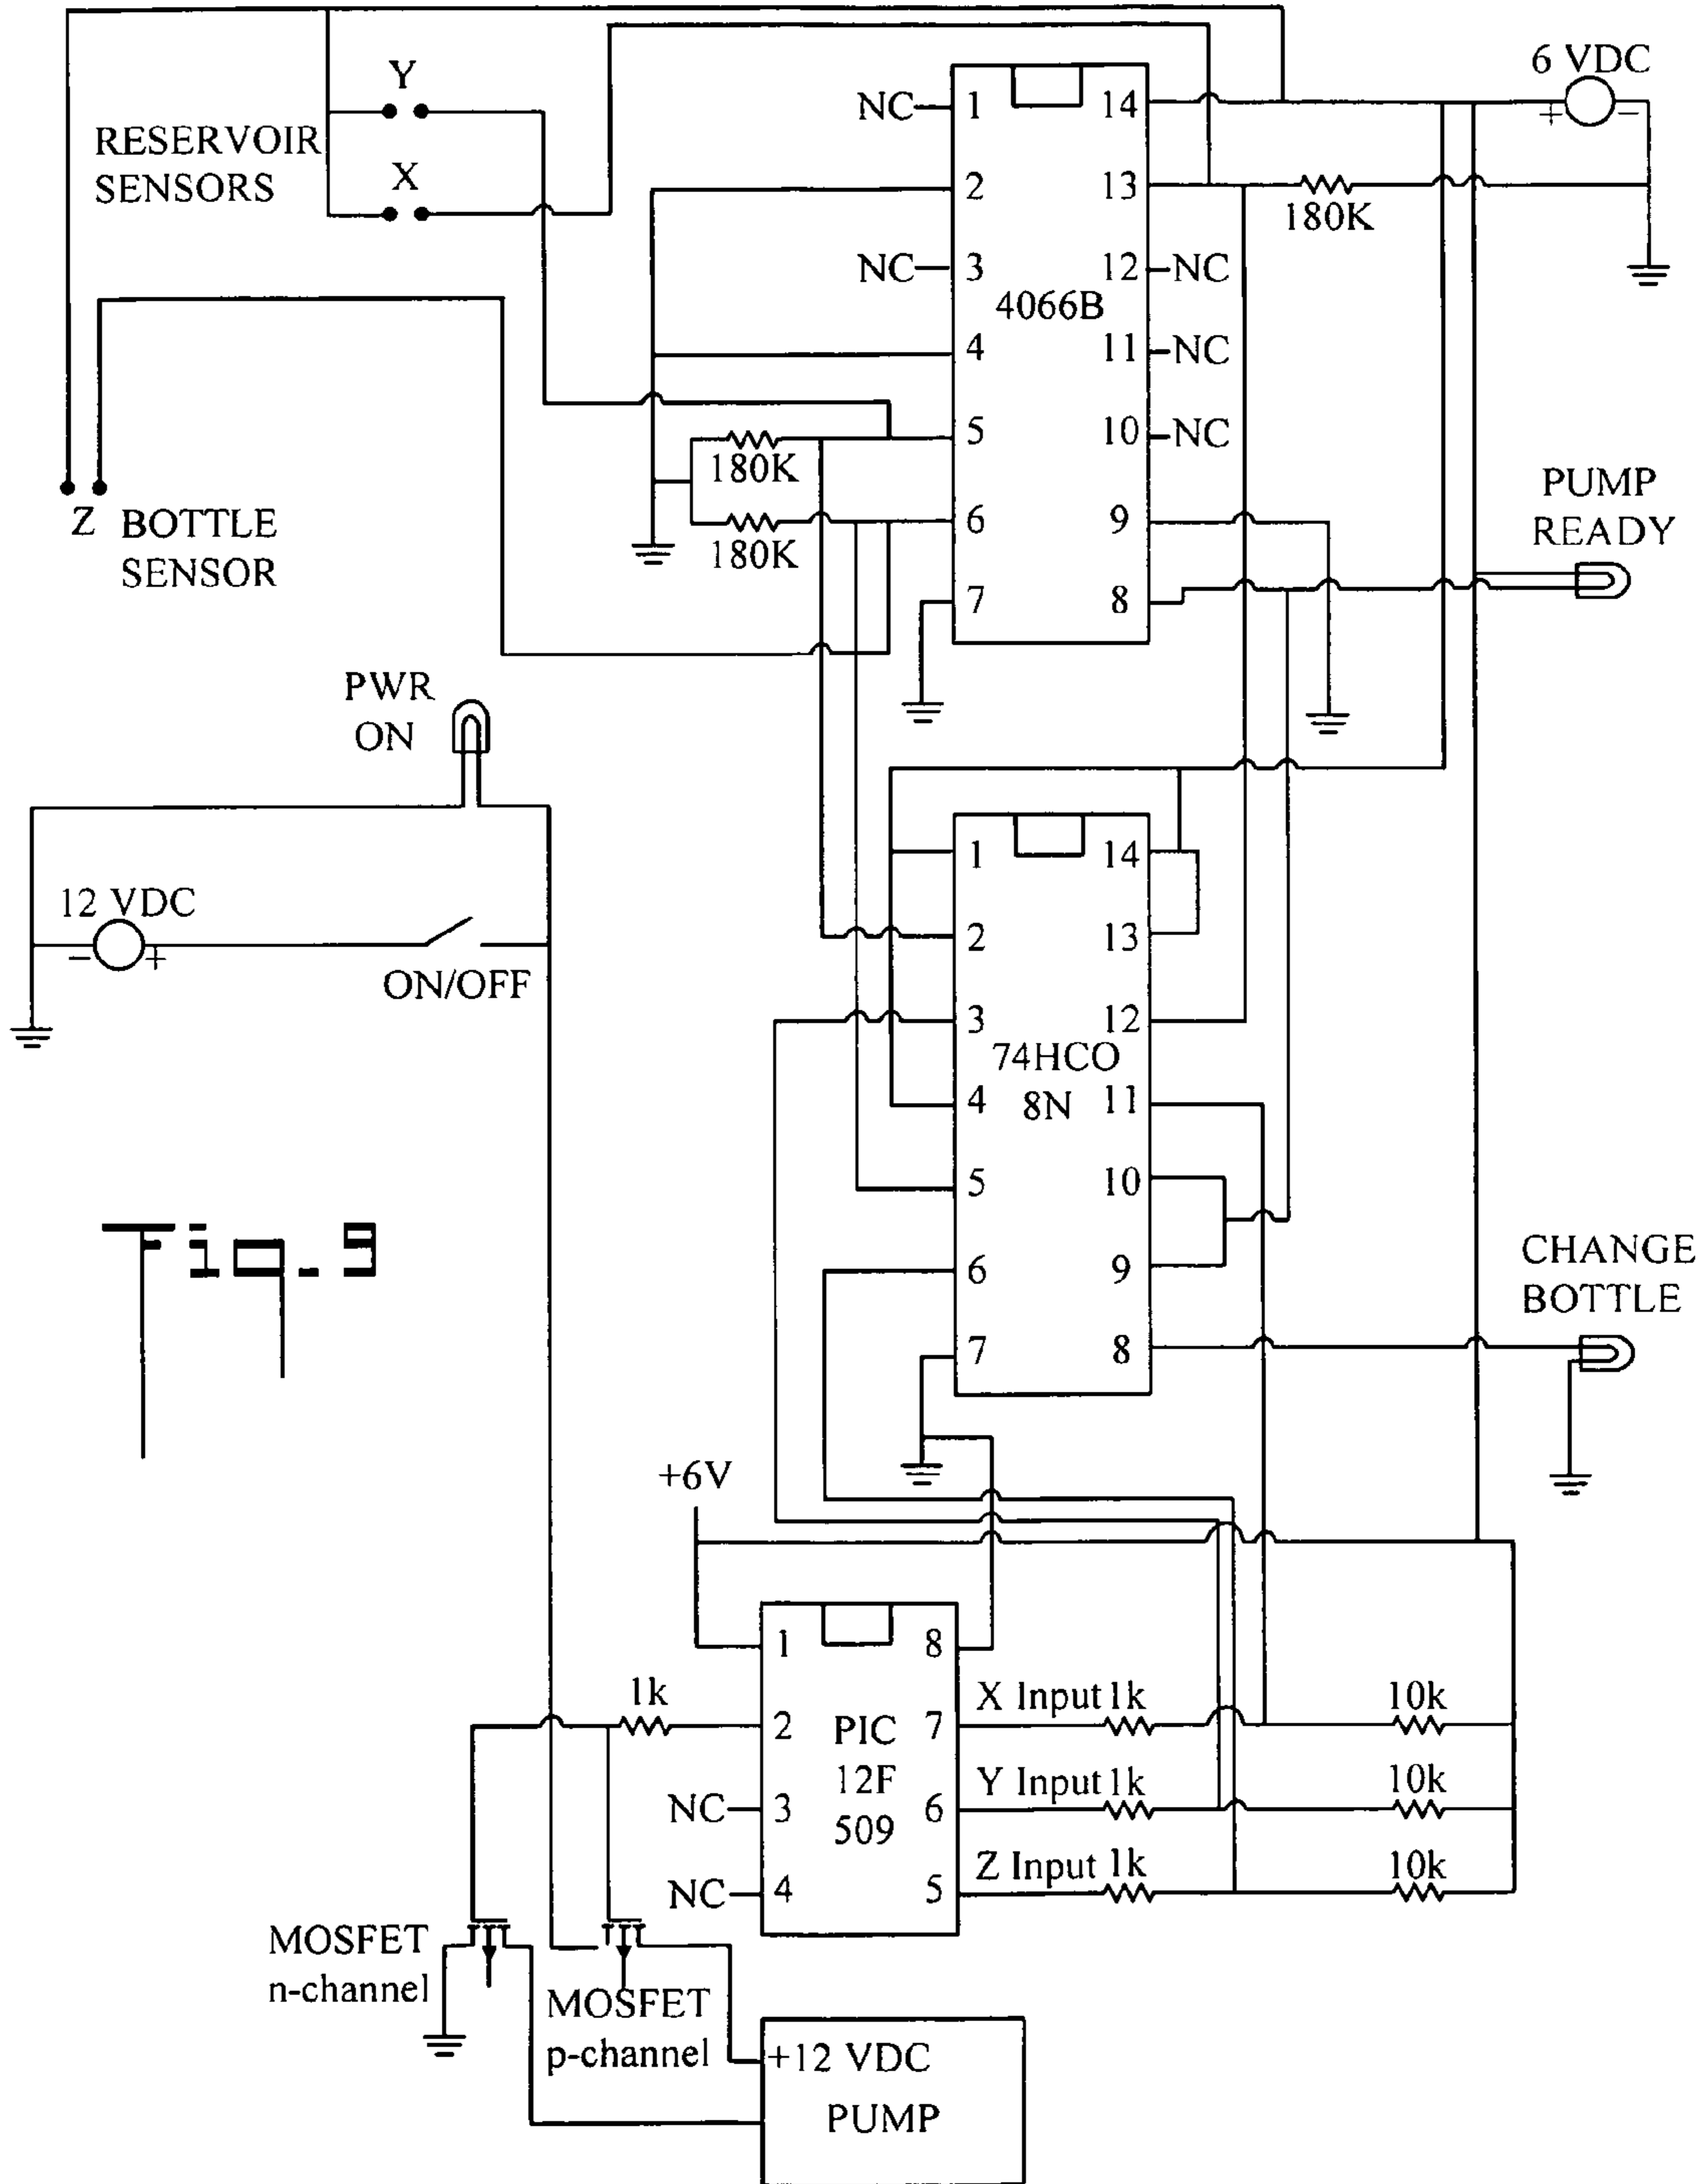 6 VDC
+ −
Y
RESERVOIR
SENSORS
X
NC 1 14
2 13
180K
NC 3 12 NC
4066B
4 11 NC
5 10 NC
180K
6 9
180K
7 8
PUMP
READY
Z BOTTLE
SENSOR
PWR
ON
12 VDC
− +
ON/OFF
1 14
2 13
3 12
74HCO
8N
4 11
5 10
6 9
7 8
CHANGE
BOTTLE
Fig. 9
+6V
1 8
1k
2 7
X Input 1k 10k
PIC
12F
509
NC 3 6
Y Input 1k 10k
NC 4 5
Z Input 1k 10k
MOSFET
n-channel
MOSFET
p-channel
+12 VDC
PUMP